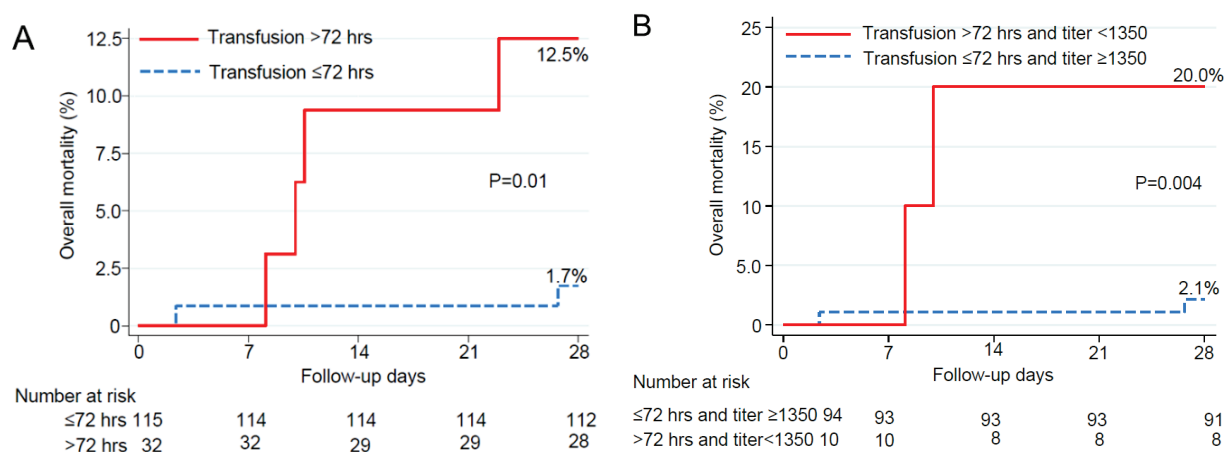 A
Overall mortality (%)
12.5
10.0
7.5
5.0
2.5
0
Transfusion >72 hrs
Transfusion ≤72 hrs
12.5%
P=0.01
1.7%
0 7 14 21 28
Follow-up days
Number at risk
≤72 hrs 115 114 114 114 112
>72 hrs 32 32 29 29 28
B
Overall mortality (%)
25
20
15
10
5.0
0
Transfusion >72 hrs and titer <1350
Transfusion ≤72 hrs and titer ≥1350
20.0%
P=0.004
2.1%
0 7 14 21 28
Follow-up days
Number at risk
≤72 hrs and titer ≥1350 94 93 93 93 91
>72 hrs and titer<1350 10 10 8 8 8